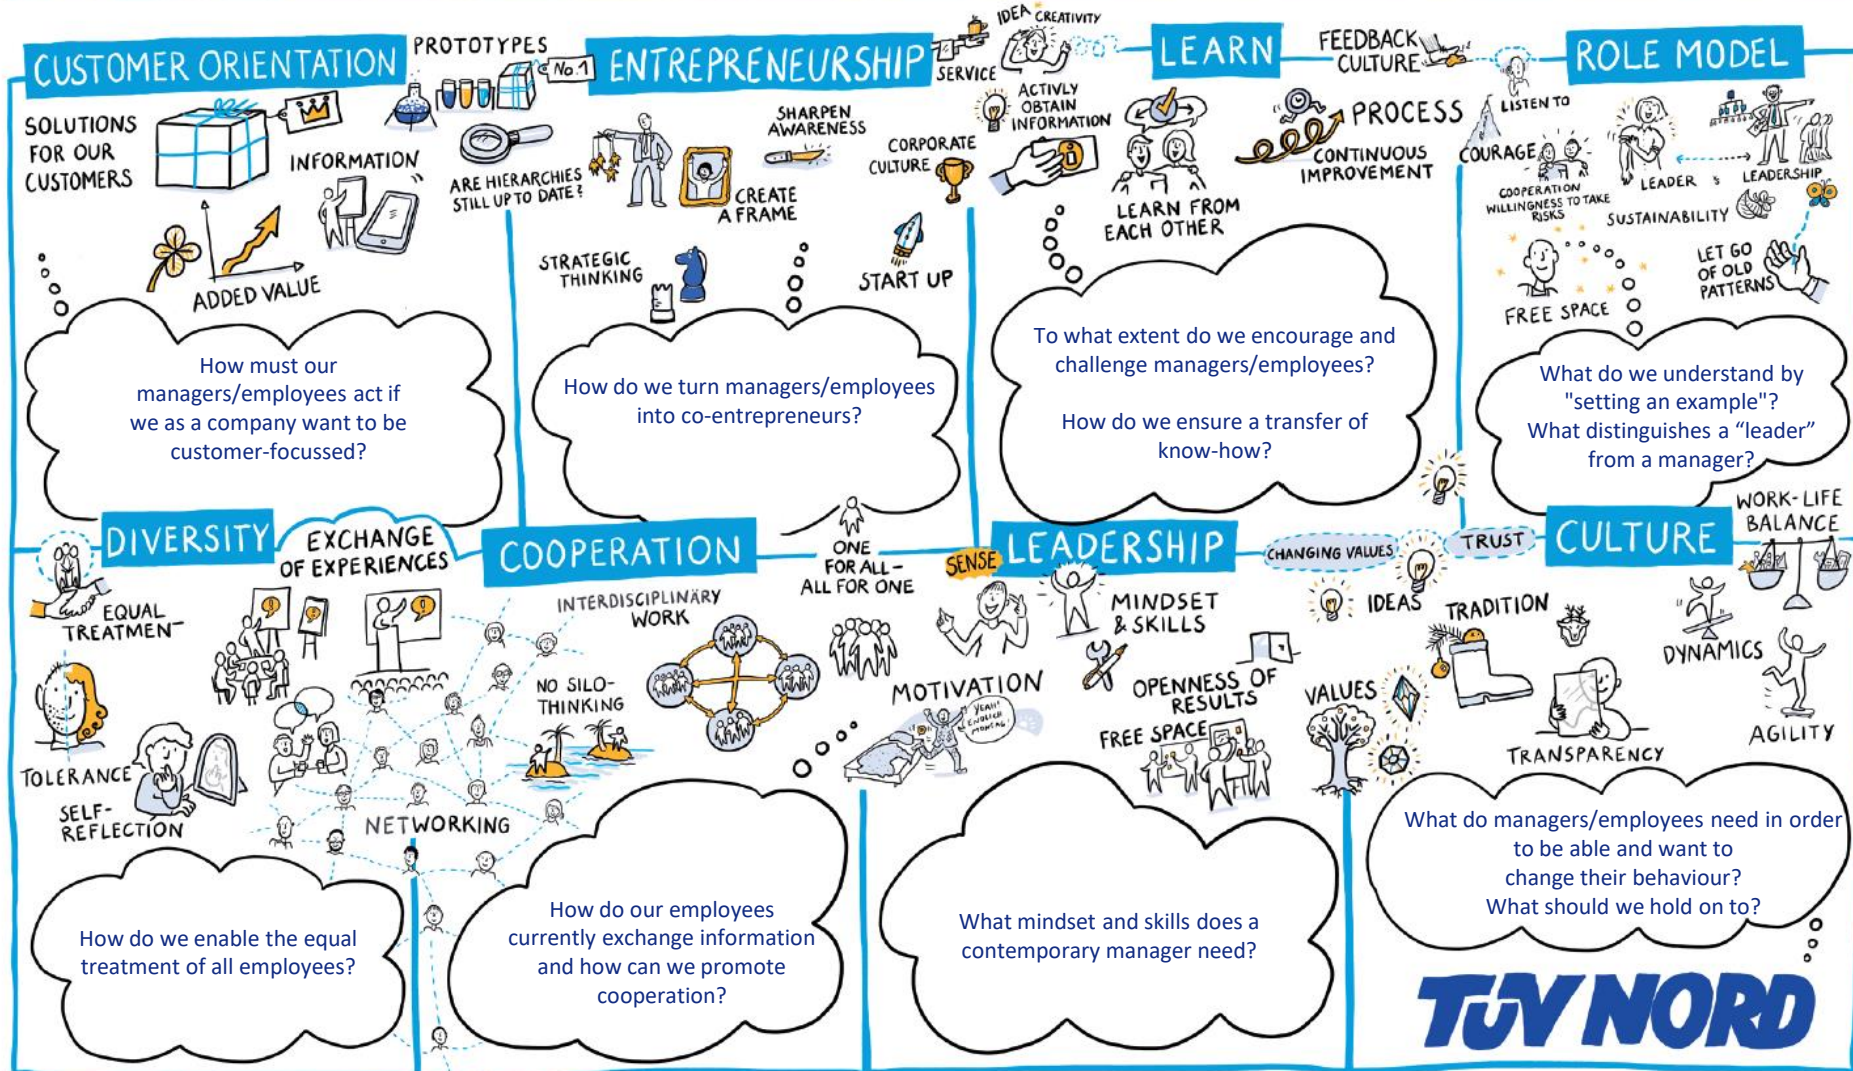 CUSTOMER ORIENTATION
PROTOTYPES
No.1
SOLUTIONS
FOR OUR
CUSTOMERS
INFORMATION
ADDED VALUE
How must our
managers/employees act if
we as a company want to be
customer-focussed?
ENTREPRENEURSHIP
SERVICE
IDEA
CREATIVITY
ARE HIERARCHIES
STILL UP TO DATE?
SHARPEN
AWARENESS
CREATE
A FRAME
CORPORATE
CULTURE
STRATEGIC
THINKING
START UP
How do we turn managers/employees
into co-entrepreneurs?
LEARN
FEEDBACK
CULTURE
ACTIVLY
OBTAIN
INFORMATION
LEARN FROM
EACH OTHER
PROCESS
CONTINUOUS
IMPROVEMENT
To what extent do we encourage and
challenge managers/employees?
How do we ensure a transfer of
know-how?
ROLE MODEL
LISTEN TO
COURAGE
COOPERATION
WILLINGNESS TO TAKE
RISKS
LEADER
LEADERSHIP
SUSTAINABILITY
FREE SPACE
LET GO
OF OLD
PATTERNS
What do we understand by
"setting an example"?
What distinguishes a “leader”
from a manager?
DIVERSITY
EXCHANGE
OF EXPERIENCES
EQUAL
TREATMEN
TOLERANCE
SELF-
REFLECTION
NETWORKING
How do we enable the equal
treatment of all employees?
COOPERATION
ONE
FOR ALL –
ALL FOR ONE
INTERDISCIPLINÄRY
WORK
NO SILO-
THINKING
How do our employees
currently exchange information
and how can we promote
cooperation?
SENSE
LEADERSHIP
CHANGING VALUES
MINDSET
& SKILLS
MOTIVATION
YEAH!
ENDLICH
MONTAG!
OPENNESS OF
RESULTS
FREE SPACE
What mindset and skills does a
contemporary manager need?
TRUST
CULTURE
WORK-LIFE
BALANCE
IDEAS
TRADITION
DYNAMICS
VALUES
TRANSPARENCY
AGILITY
What do managers/employees need in order
to be able and want to
change their behaviour?
What should we hold on to?
TÜV NORD